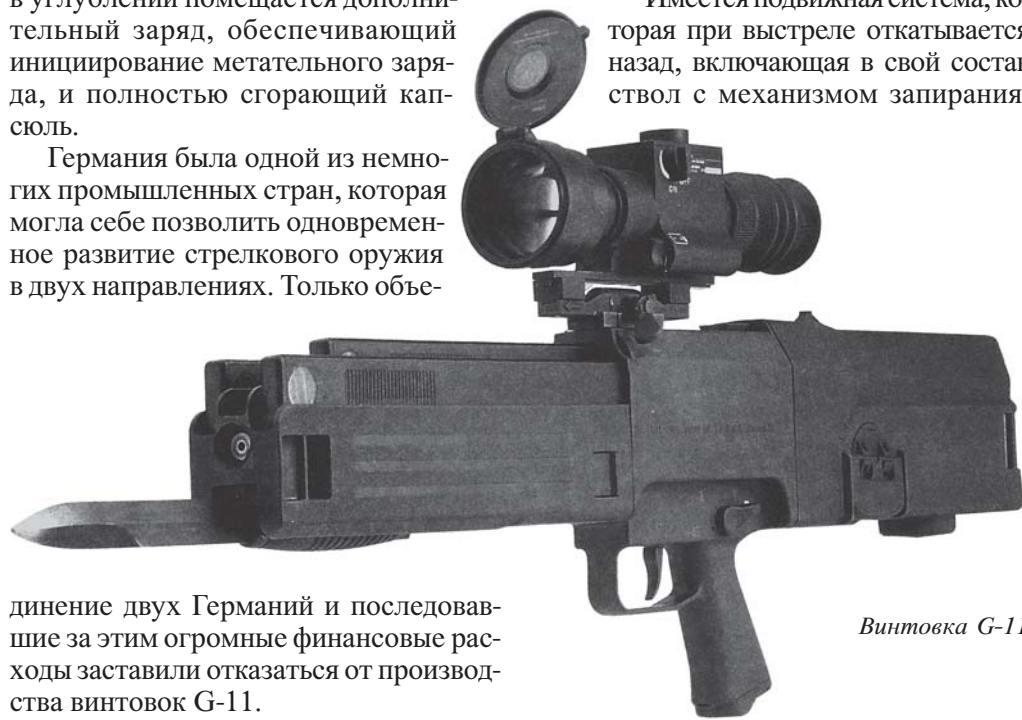 в углублении помещается дополни-
тельный заряд, обеспечивающий
инициирование метательного заря-
да, и полностью сгорающий кап-
сюль.
Германия была одной из немно-
гих промышленных стран, которая
могла себе позволить одновремен-
ное развитие стрелкового оружия
в двух направлениях. Только объе-
динение двух Германий и последовав-
шие за этим огромные финансовые рас-
ходы заставили отказаться от производ-
ства винтовок G-11.
Имеется подвижная система, ко-
торая при выстреле откатывается
назад, включающая в свой состав
ствол с механизмом запирания
ON
Винтовка G-11